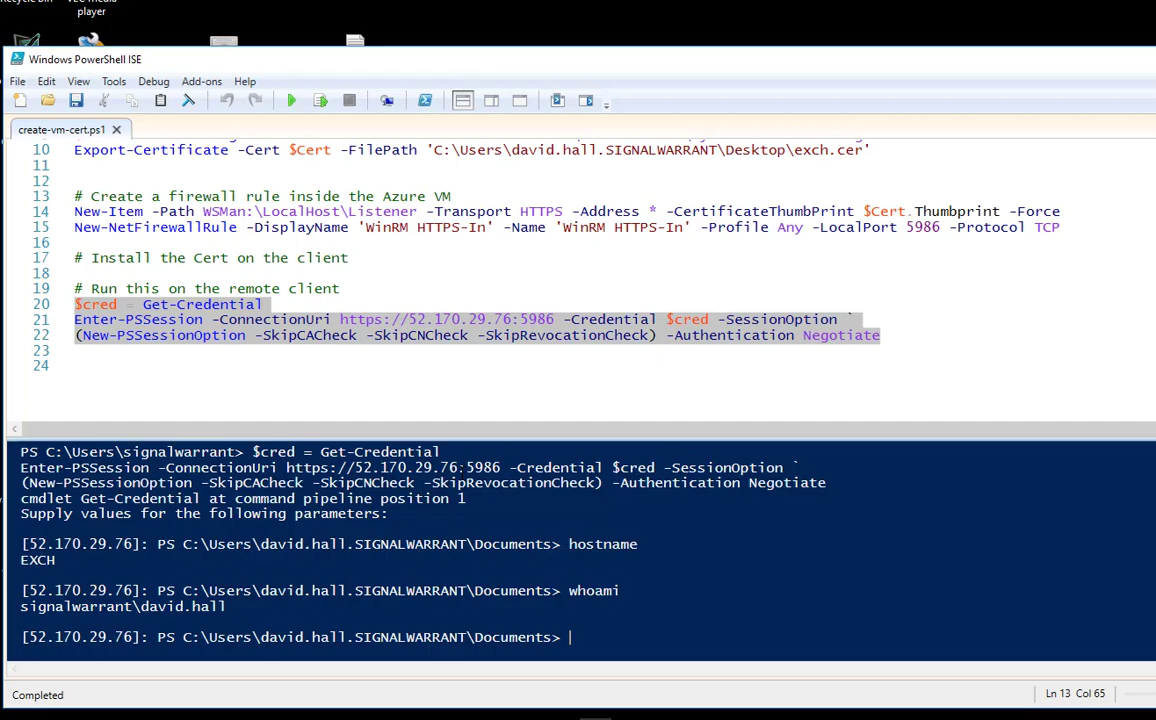 player
Windows PowerShell ISE
File Edit View Tools Debug Add-ons Help
create-vm-cert.ps1
10 Export-Certificate -Cert $Cert -FilePath 'C:\Users\david.hall.SIGNALWARRANT\Desktop\exch.cer'
11
12
13 # Create a firewall rule inside the Azure VM
14 New-Item -Path WSMan:\LocalHost\Listener -Transport HTTPS -Address * -CertificateThumbPrint $Cert.Thumbprint -Force
15 New-NetFirewallRule -DisplayName 'WinRM HTTPS-In' -Name 'WinRM HTTPS-In' -Profile Any -LocalPort 5986 -Protocol TCP
16
17 # Install the Cert on the client
18
19 # Run this on the remote client
20 $cred = Get-Credential
21 Enter-PSSession -ConnectionUri https://52.170.29.76:5986 -Credential $cred -SessionOption `
22 (New-PSSessionOption -SkipCACheck -SkipCNCheck -SkipRevocationCheck) -Authentication Negotiate
23
24
PS C:\Users\signalwarrant> $cred = Get-Credential
Enter-PSSession -ConnectionUri https://52.170.29.76:5986 -Credential $cred -SessionOption `
(New-PSSessionOption -SkipCACheck -SkipCNCheck -SkipRevocationCheck) -Authentication Negotiate
cmdlet Get-Credential at command pipeline position 1
Supply values for the following parameters:
[52.170.29.76]: PS C:\Users\david.hall.SIGNALWARRANT\Documents> hostname
EXCH
[52.170.29.76]: PS C:\Users\david.hall.SIGNALWARRANT\Documents> whoami
signalwarrant\david.hall
[52.170.29.76]: PS C:\Users\david.hall.SIGNALWARRANT\Documents>
Completed
Ln 13 Col 65